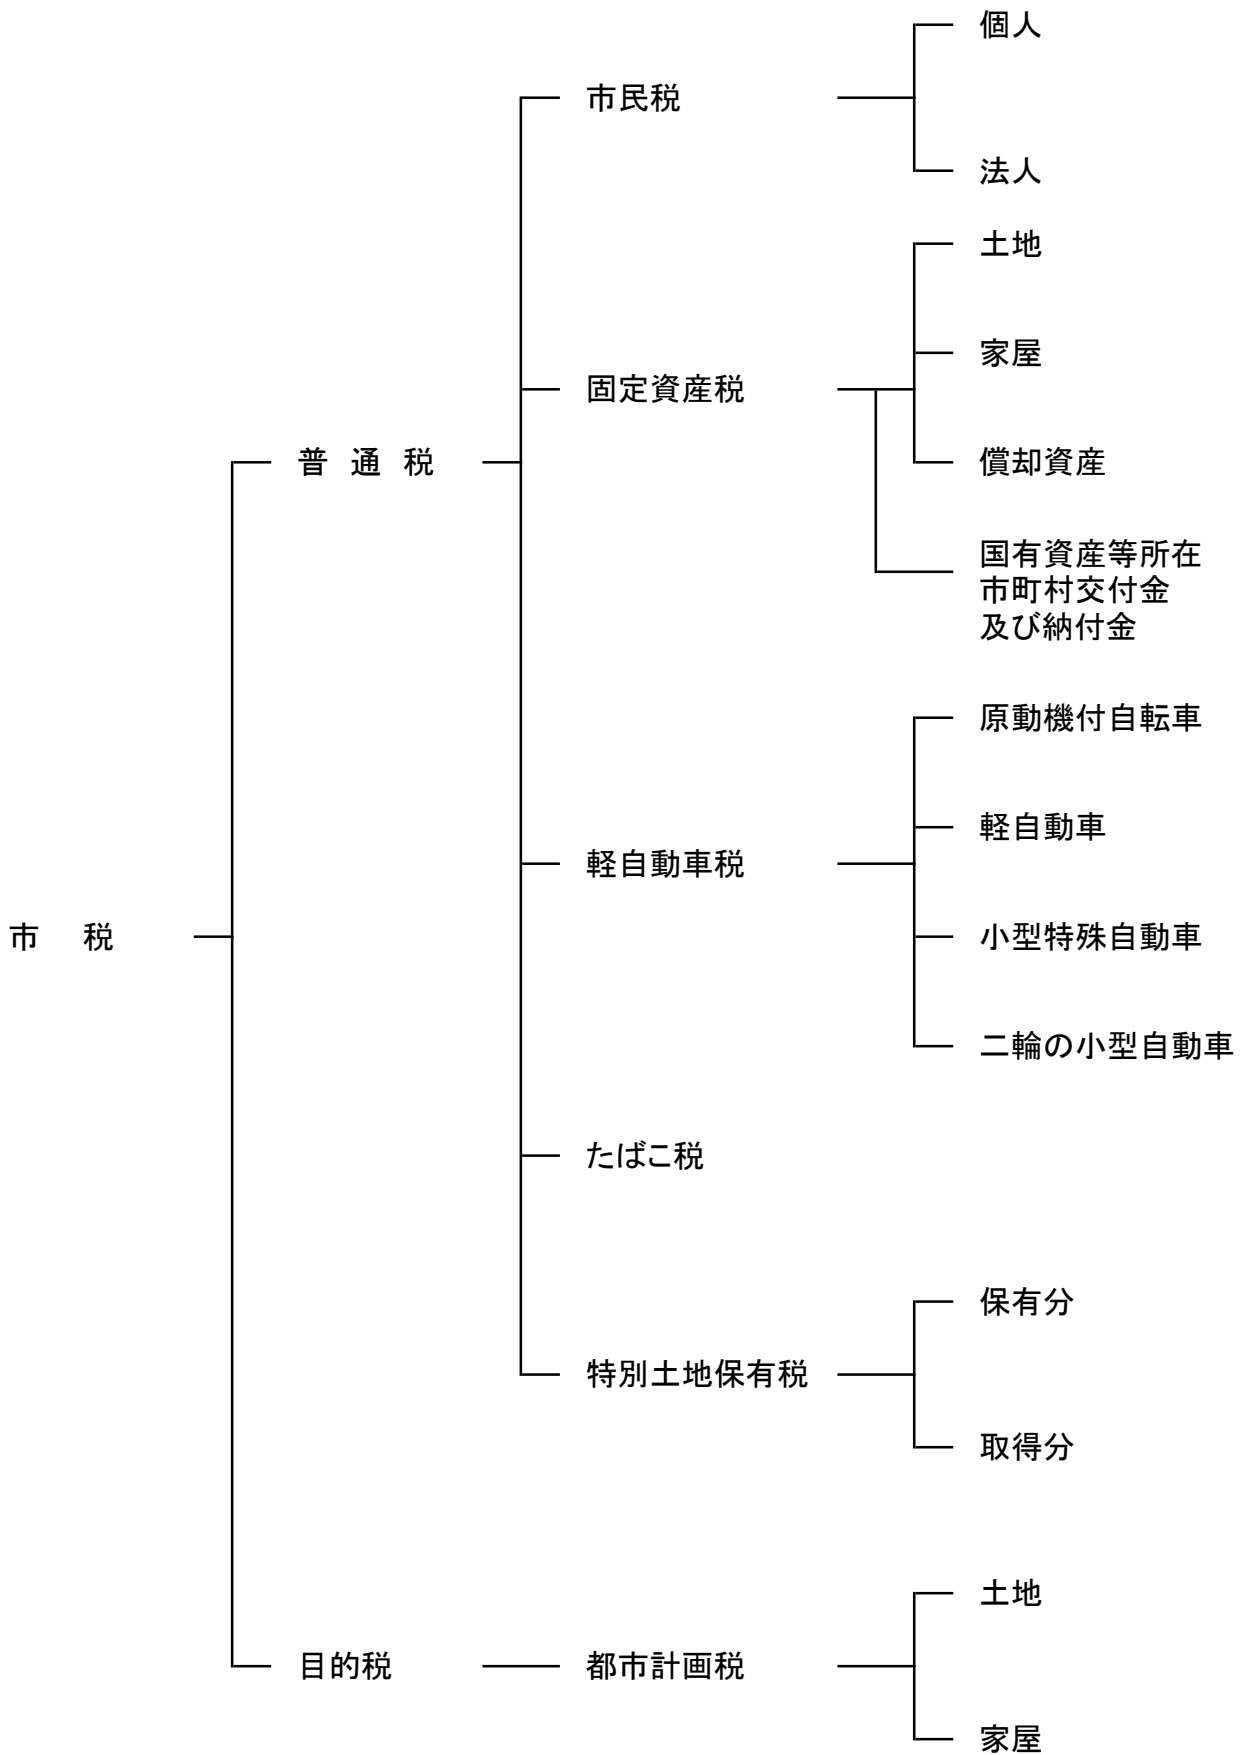 個人
市民税
法人
土地
家屋
固定資産税
普 通 税
償却資産
国有資産等所在
市町村交付金
及び納付金
原動機付自転車
軽自動車
軽自動車税
市 税
小型特殊自動車
二輪の小型自動車
たばこ税
保有分
特別土地保有税
取得分
土地
目的税
都市計画税
家屋